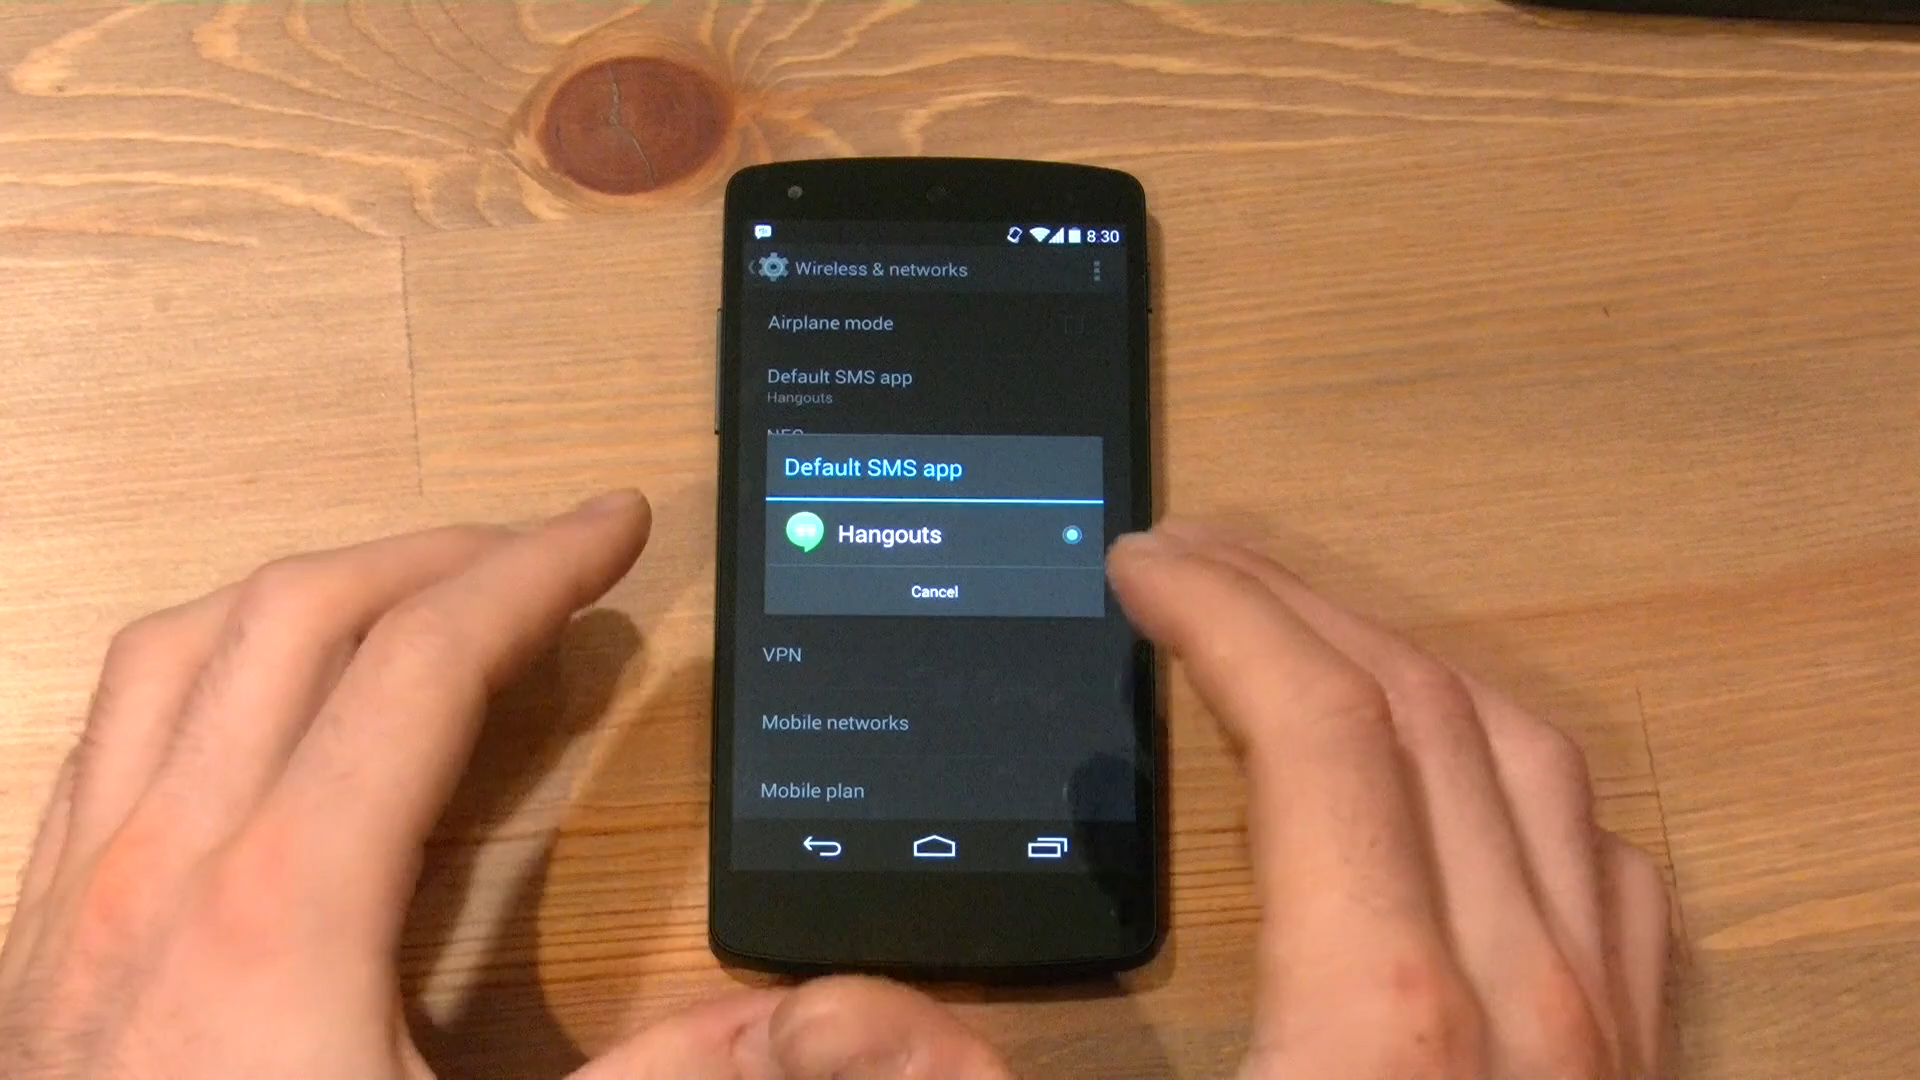 8:30
Wireless & networks
Airplane mode
Default SMS app
Hangouts
NFC
Default SMS app
Hangouts
Cancel
VPN
Mobile networks
Mobile plan